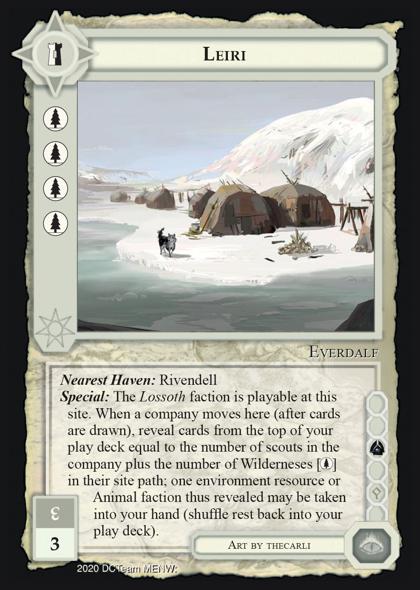 Leiri
Everdalf
Nearest Haven: Rivendell
Special: The Lossoth faction is playable at this
site. When a company moves here (after cards
are drawn), reveal cards from the top of your
play deck equal to the number of scouts in the
company plus the number of Wilderneses [ ]
in their site path; one environment resource or
Animal faction thus revealed may be taken
into your hand (shuffle rest back into your
play deck).
ε
3
Art by thecarli
2020 DCTeam MENW: